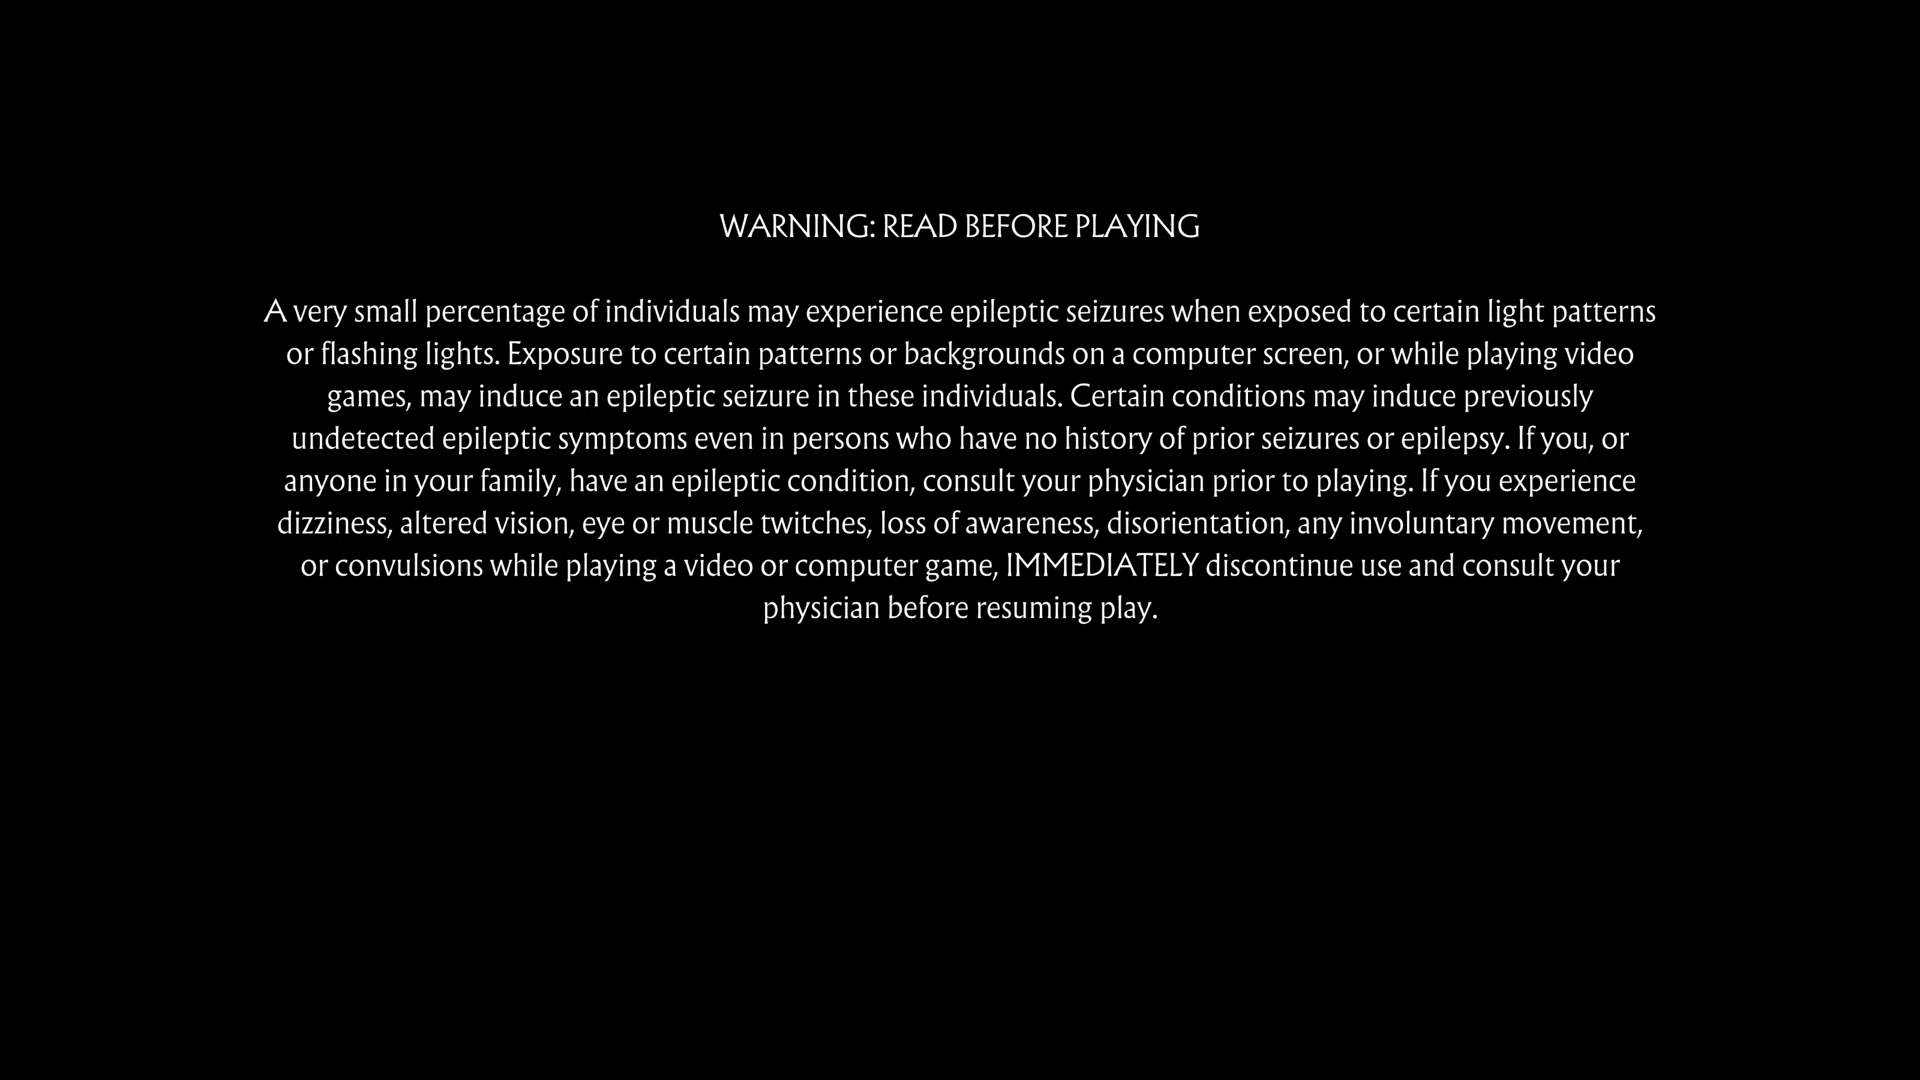 WARNING: READ BEFORE PLAYING
A very small percentage of individuals may experience epileptic seizures when exposed to certain light patterns
or flashing lights. Exposure to certain patterns or backgrounds on a computer screen, or while playing video
games, may induce an epileptic seizure in these individuals. Certain conditions may induce previously
undetected epileptic symptoms even in persons who have no history of prior seizures or epilepsy. If you, or
anyone in your family, have an epileptic condition, consult your physician prior to playing. If you experience
dizziness, altered vision, eye or muscle twitches, loss of awareness, disorientation, any involuntary movement,
or convulsions while playing a video or computer game, IMMEDIATELY discontinue use and consult your
physician before resuming play.